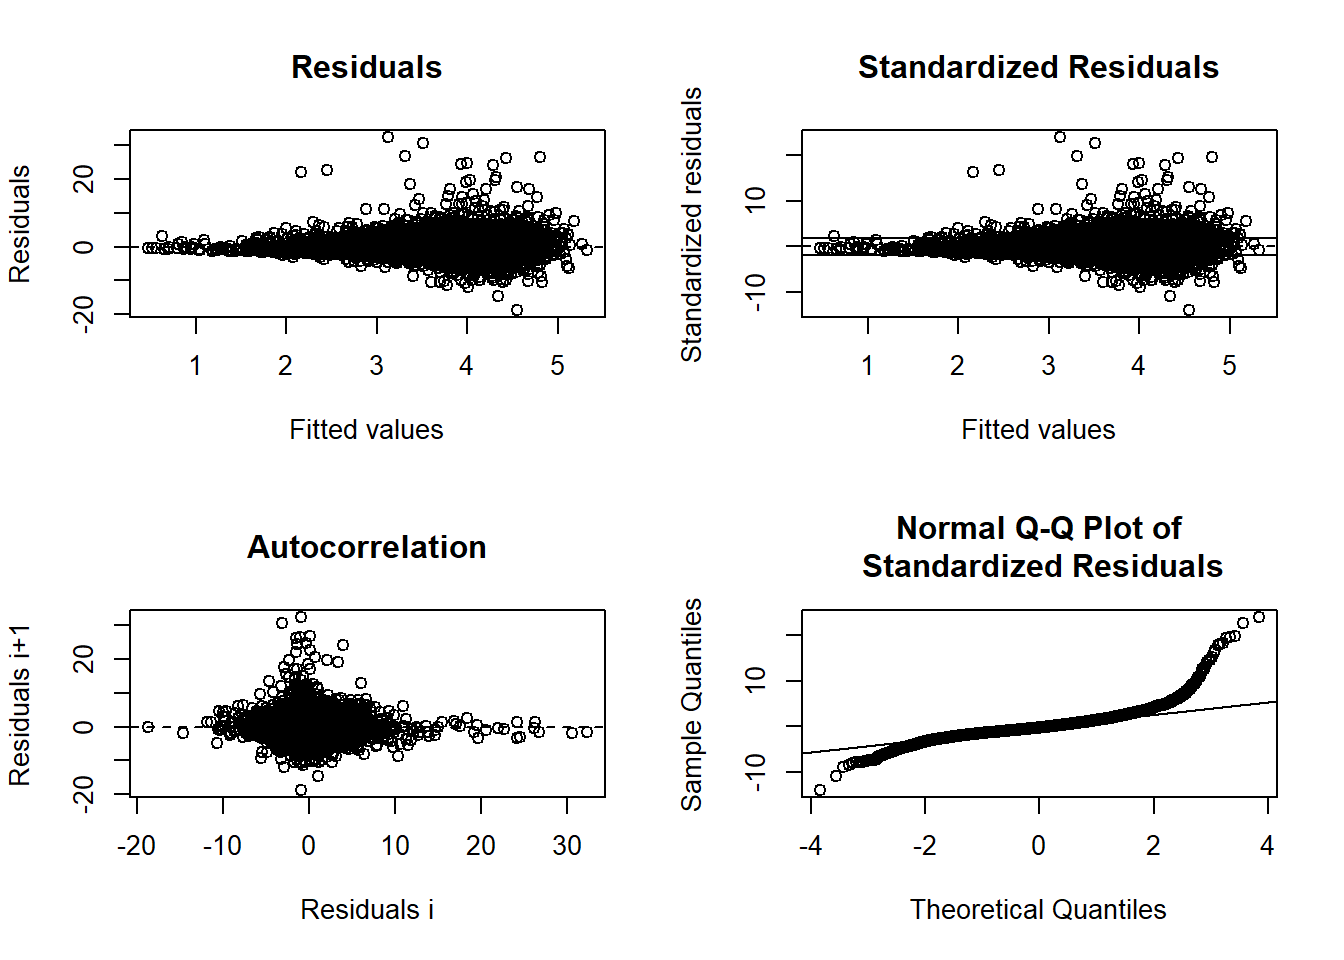 Residuals
Residuals
20
0
-20
1 2 3 4 5
Fitted values
Standardized Residuals
Standardized residuals
10
-10
1 2 3 4 5
Fitted values
Autocorrelation
Residuals i+1
20
0
-20
-20 -10 0 10 20 30
Residuals i
Normal Q-Q Plot of
Standardized Residuals
Sample Quantiles
10
-10
-4 -2 0 2 4
Theoretical Quantiles